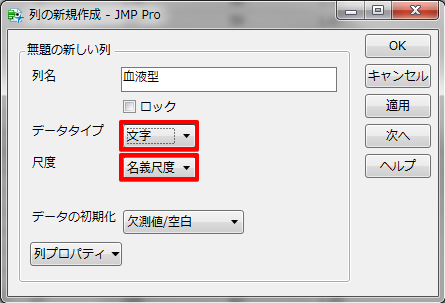 列の新規作成 - JMP Pro
無題の新しい列
列名 血液型
ロック
データタイプ 文字
尺度 名義尺度
データの初期化 欠測値/空白
列プロパティ
OK
キャンセル
適用
次へ
ヘルプ